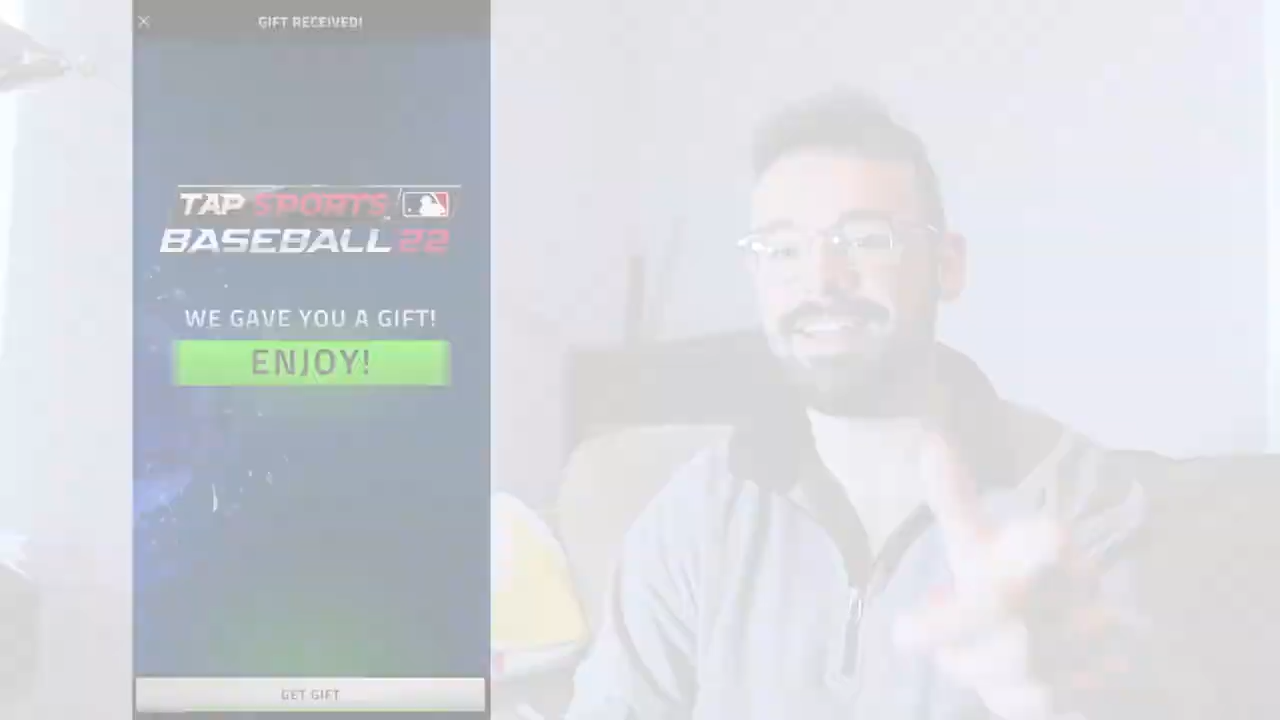 GIFT RECEIVED!
TAP SPORTS
BASEBALL 22
WE GAVE YOU A GIFT!
ENJOY!
GET GIFT